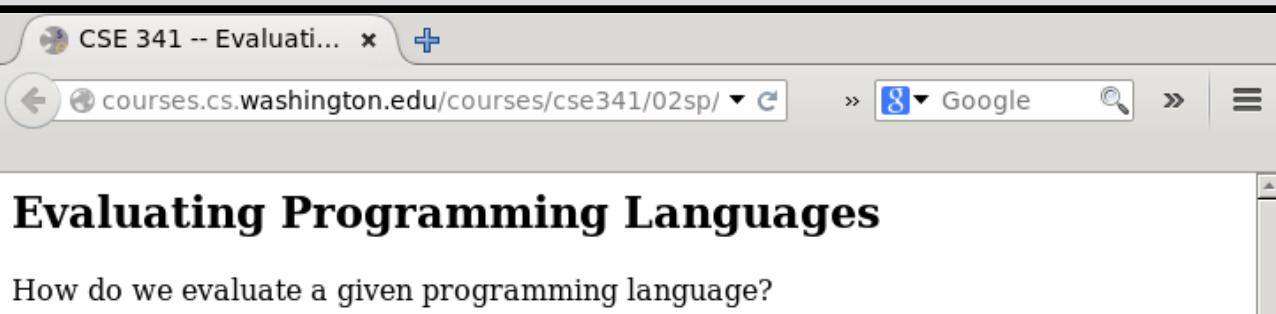 CSE 341 -- Evaluati...
courses.cs.washington.edu/courses/cse341/02sp/
» 8 Google »
Evaluating Programming Languages
How do we evaluate a given programming language?